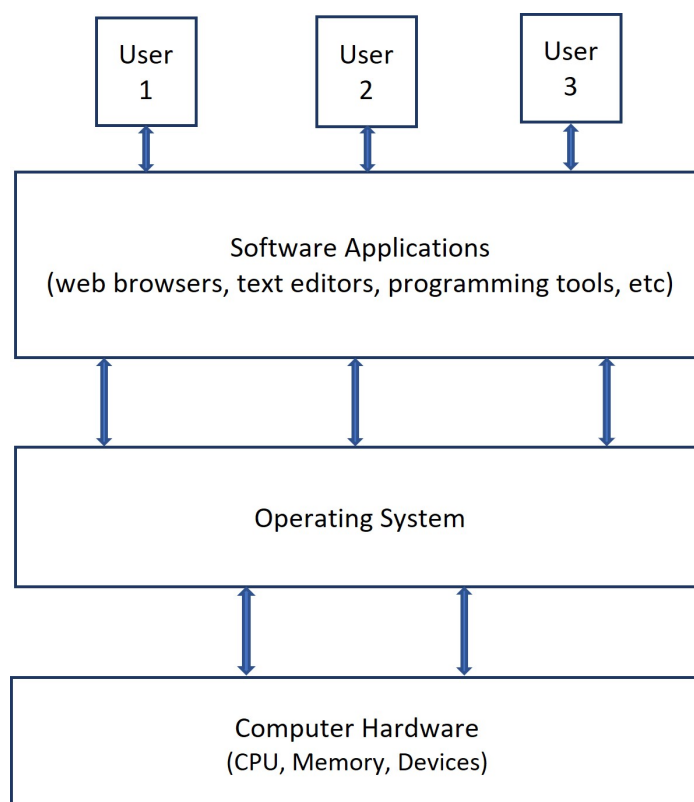 User
1
User
2
User
3
Software Applications
(web browsers, text editors, programming tools, etc)
Operating System
Computer Hardware
(CPU, Memory, Devices)